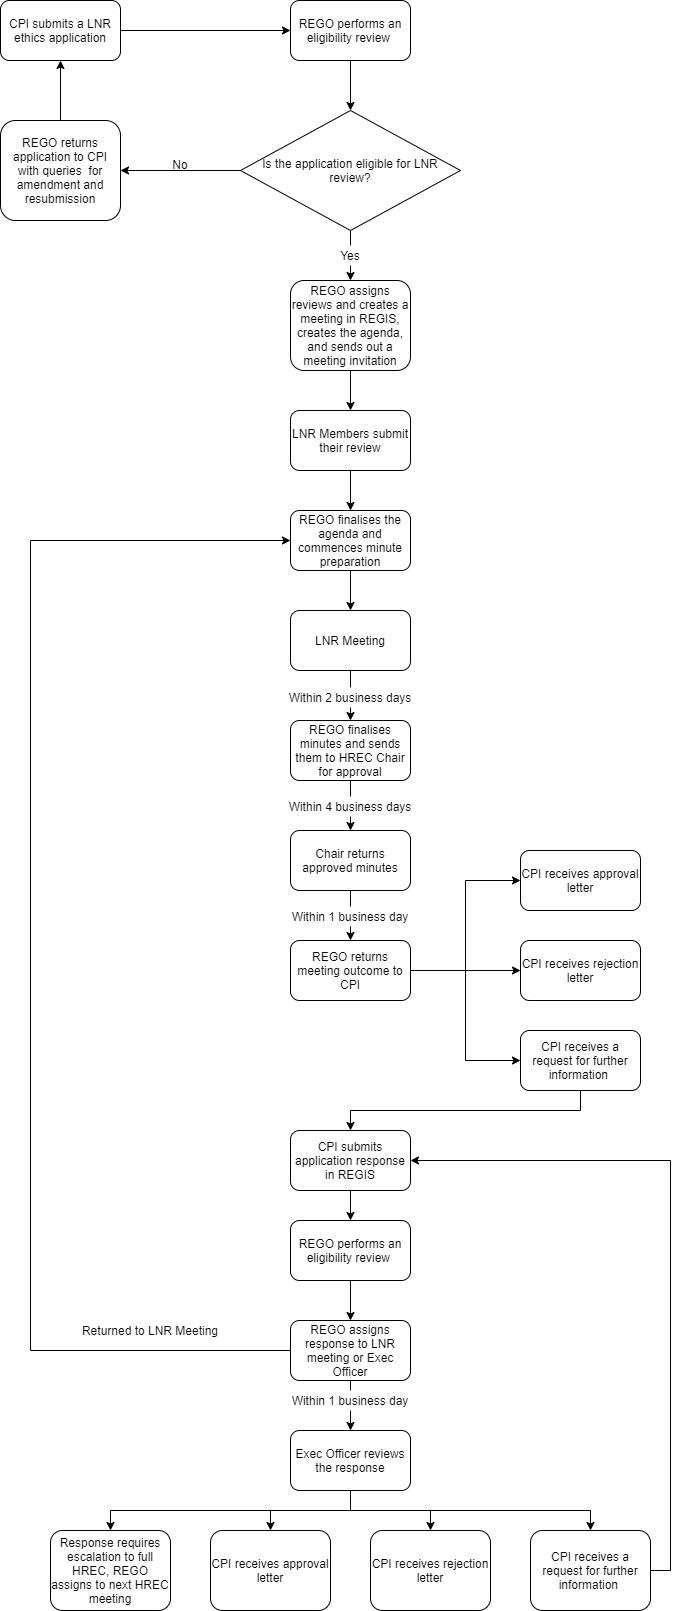 CPI submits a LNR
ethics application
REGO performs an
eligibility review
REGO returns
application to CPI
with queries for
amendment and
resubmission
No
Is the application eligible for LNR
review?
Yes
REGO assigns
reviews and creates a
meeting in REGIS,
creates the agenda,
and sends out a
meeting invitation
LNR Members submit
their review
REGO finalises the
agenda and
commences minute
preparation
LNR Meeting
Within 2 business days
REGO finalises
minutes and sends
them to HREC Chair
for approval
Within 4 business days
Chair returns
approved minutes
Within 1 business day
REGO returns
meeting outcome to
CPI
CPI receives approval
letter
CPI receives rejection
letter
CPI receives a
request for further
information
CPI submits
application response
in REGIS
REGO performs an
eligibility review
Returned to LNR Meeting
REGO assigns
response to LNR
meeting or Exec
Officer
Within 1 business day
Exec Officer reviews
the response
Response requires
escalation to full
HREC, REGO
assigns to next HREC
meeting
CPI receives approval
letter
CPI receives rejection
letter
CPI receives a
request for further
information